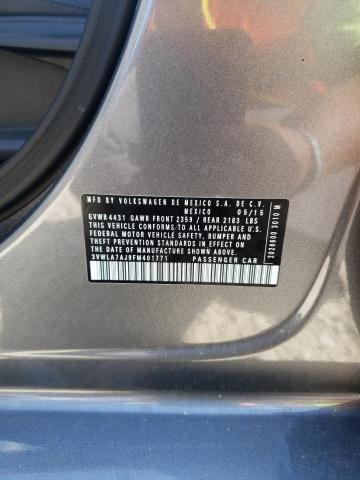 MFD BY VOLKSWAGEN DE MEXICO S.A. DE C.V.
MEXICO 05/15
GVWR 4431 GAWR FRONT 2359 / REAR 2183 LBS
THIS VEHICLE CONFORMS TO ALL APPLICABLE U.S.
FEDERAL MOTOR VEHICLE SAFETY, BUMPER AND
THEFT PREVENTION STANDARDS IN EFFECT ON THE
DATE OF MANUFACTURE SHOWN ABOVE.
3VWLA7AJ9FM401771 PASSENGER CAR